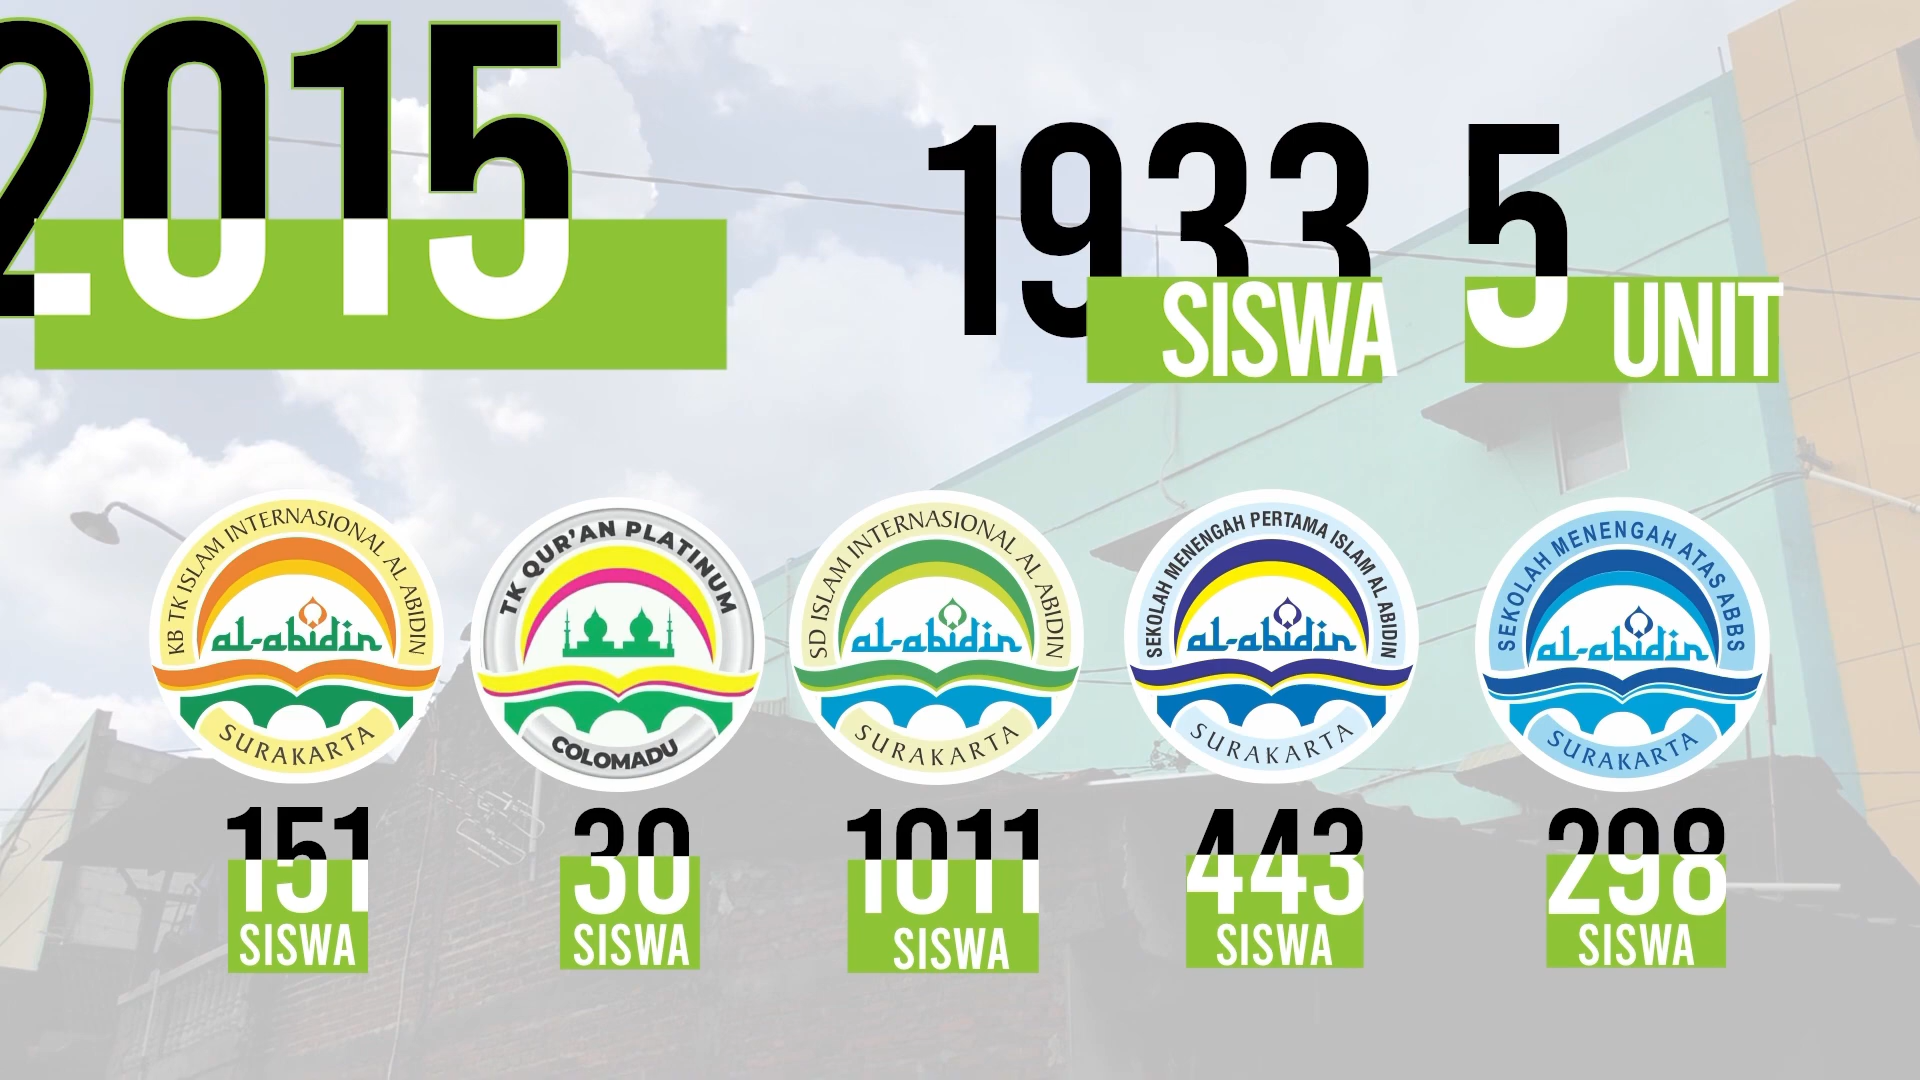 2015
1933 SISWA
5 UNIT
KB TK ISLAM INTERNASIONAL AL ABIDIN
al-abidin
SURAKARTA
151
SISWA
TK QUR'AN PLATINUM
COLOMADU
30
SISWA
SD ISLAM INTERNASIONAL AL ABIDIN
al-abidin
SURAKARTA
1011
SISWA
SEKOLAH MENENGAH PERTAMA ISLAM AL ABIDIN
al-abidin
SURAKARTA
443
SISWA
SEKOLAH MENENGAH ATAS ABBS
al-abidin
SURAKARTA
298
SISWA